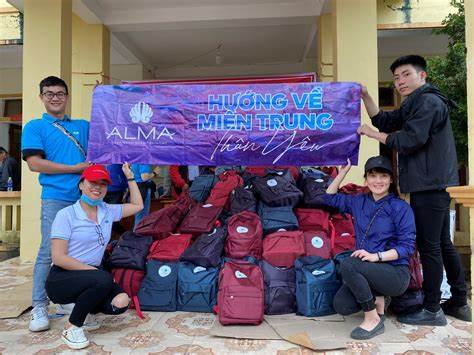 ALMA
HƯỚNG VỀ
MIỀN TRUNG
Thân Yêu